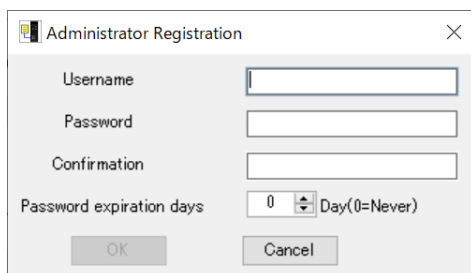 Administrator Registration
Username
Password
Confirmation
Password expiration days 0 Day(0=Never)
OK Cancel